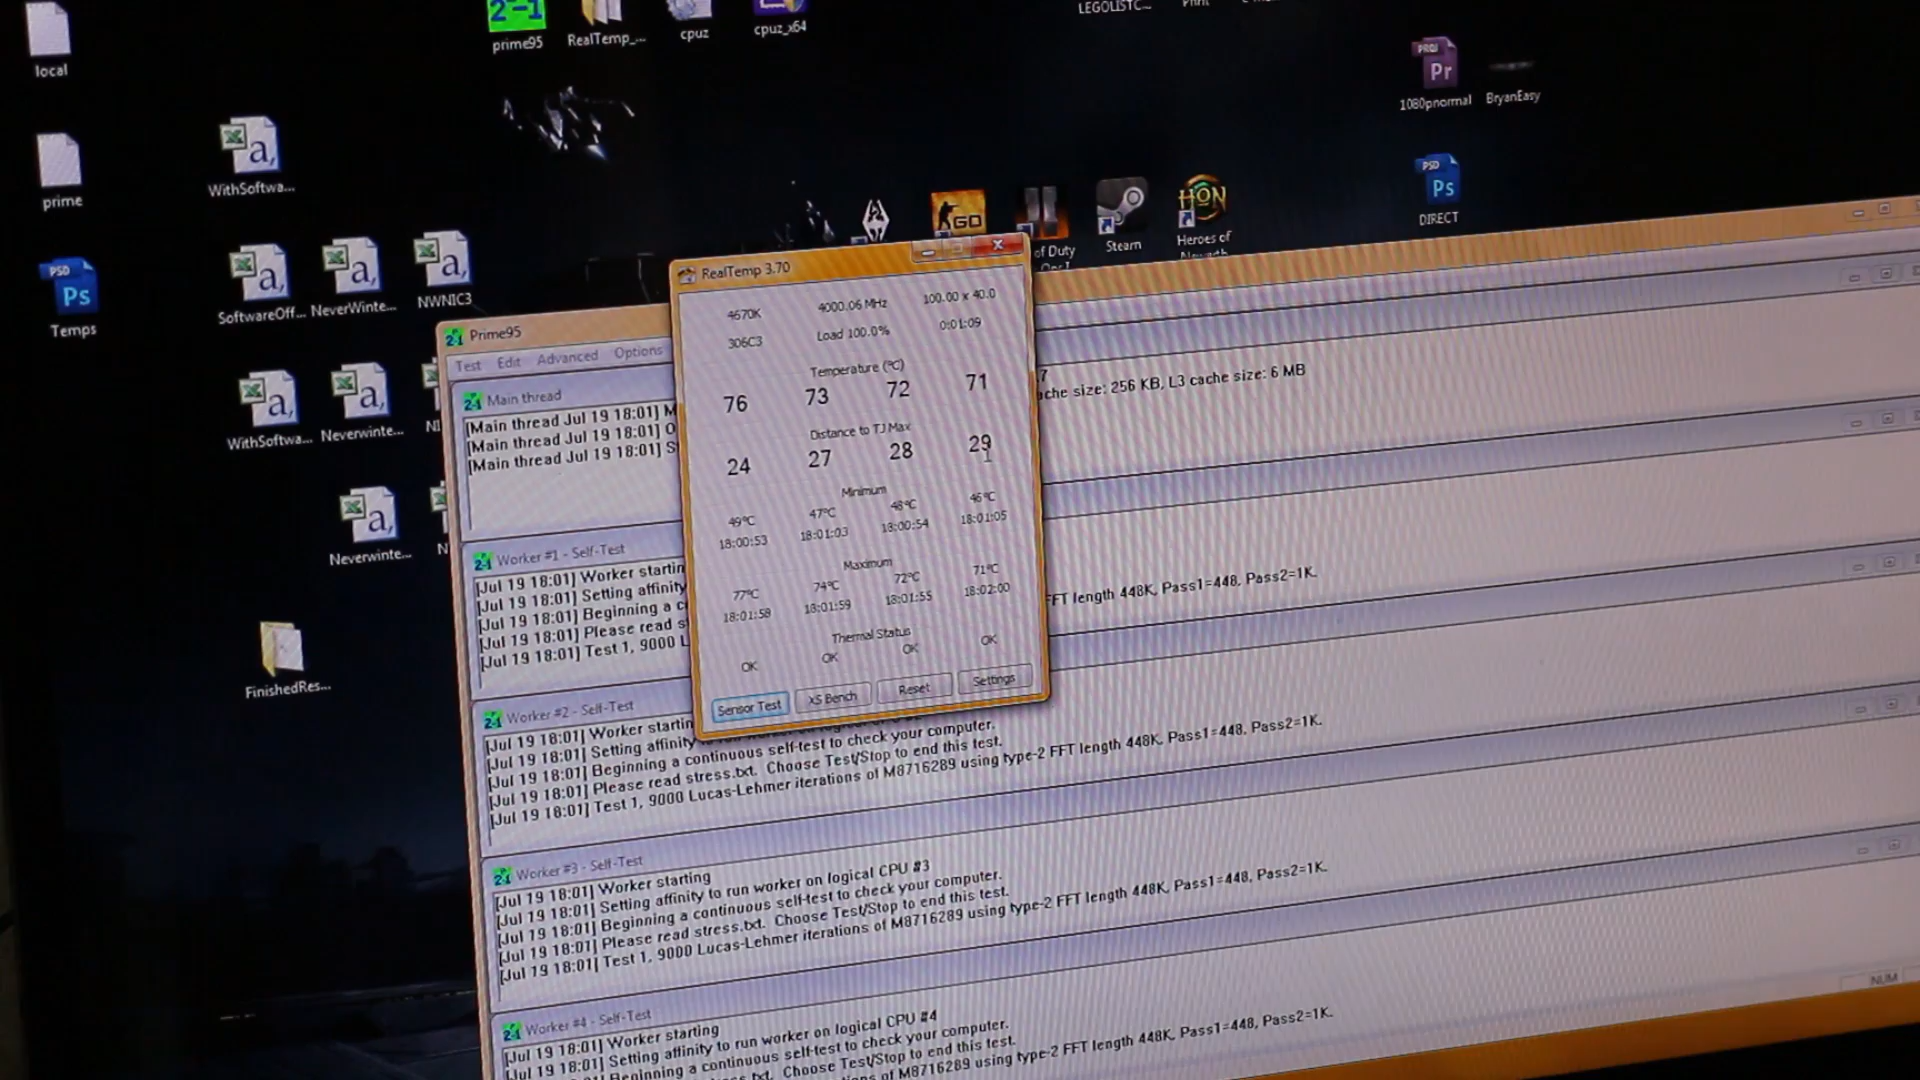 local
prime95
RealTemp_...
cpuz
cpuz_x64
LEGOLISTC...
Print
PROJ
Pr
1080pnormal
BryanEasy
prime
a,
WithSoftwa...
PSD
Ps
DIRECT
GO
of Duty
Steam
HON
Heroes of
Newerth
PSD
Ps
Temps
a,
SoftwareOff...
a,
NeverWinte...
a,
NWNIC3
a,
WithSoftwa...
a,
Neverwinte...
a,
Neverwinte...
FinishedRes...
Prime95
Test Edit Advanced Options
Main thread
[Main thread Jul 19 18:01] M
[Main thread Jul 19 18:01] O
[Main thread Jul 19 18:01] S
ache size: 256 KB, L3 cache size: 6 MB
RealTemp 3.70
4670K 4000.06 MHz 100.00 x 40.0
306C3 Load 100.0% 0:01:09
Temperature (°C)
76 73 72 71
Distance to TJ Max
24 27 28 29
Minimum
49°C 47°C 48°C 46°C
18:00:53 18:01:03 18:00:54 18:01:05
Maximum
77°C 74°C 72°C 71°C
18:01:58 18:01:59 18:01:55 18:02:00
Thermal Status
OK OK OK OK
Sensor Test XS Bench Reset Settings
Worker #1 - Self-Test
[Jul 19 18:01] Worker startin
[Jul 19 18:01] Setting affinity
[Jul 19 18:01] Beginning a c
[Jul 19 18:01] Please read s
[Jul 19 18:01] Test 1, 9000 L
FFT length 448K, Pass1=448, Pass2=1K.
Worker #2 - Self-Test
[Jul 19 18:01] Worker startin
[Jul 19 18:01] Setting affinity
[Jul 19 18:01] Beginning a continuous self-test to check your computer.
[Jul 19 18:01] Please read stress.txt. Choose Test/Stop to end this test.
[Jul 19 18:01] Test 1, 9000 Lucas-Lehmer iterations of M8716289 using type-2 FFT length 448K, Pass1=448, Pass2=1K.
Worker #3 - Self-Test
[Jul 19 18:01] Worker starting
[Jul 19 18:01] Setting affinity to run worker on logical CPU #3
[Jul 19 18:01] Beginning a continuous self-test to check your computer.
[Jul 19 18:01] Please read stress.txt. Choose Test/Stop to end this test.
[Jul 19 18:01] Test 1, 9000 Lucas-Lehmer iterations of M8716289 using type-2 FFT length 448K, Pass1=448, Pass2=1K.
Worker #4 - Self-Test
[Jul 19 18:01] Worker starting
[Jul 19 18:01] Setting affinity to run worker on logical CPU #4
[Jul 19 18:01] Beginning a continuous self-test to check your computer.
Choose Test/Stop to end this test.
of M8716289 using type-2 FFT length 448K, Pass1=448, Pass2=1K.
NUM